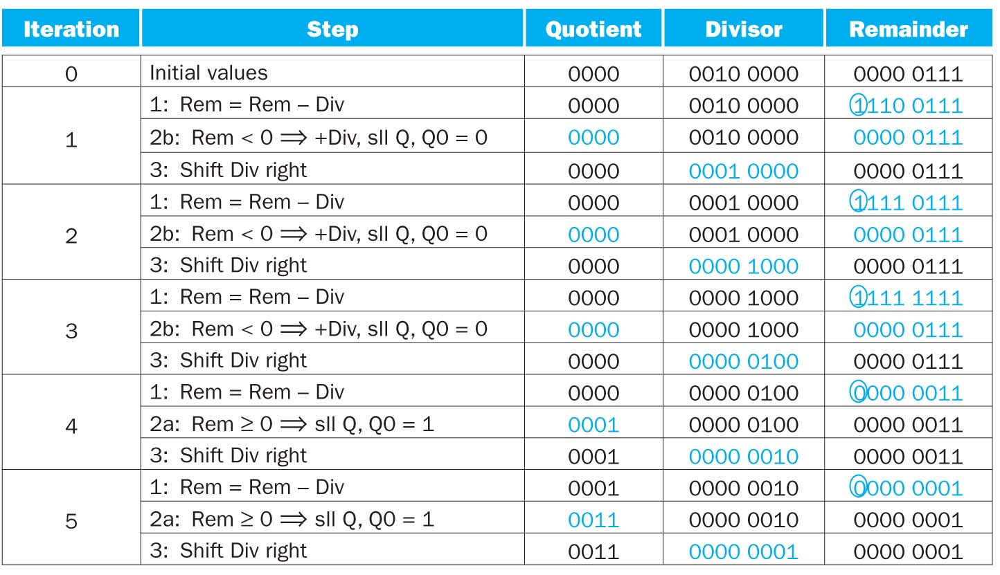 Iteration Step Quotient Divisor Remainder
0 Initial values 0000 0010 0000 0000 0111
1 1: Rem = Rem – Div 0000 0010 0000 1110 0111
2b: Rem < 0 ⟹ +Div, sll Q, Q0 = 0 0000 0010 0000 0000 0111
3: Shift Div right 0000 0001 0000 0000 0111
2 1: Rem = Rem – Div 0000 0001 0000 1111 0111
2b: Rem < 0 ⟹ +Div, sll Q, Q0 = 0 0000 0001 0000 0000 0111
3: Shift Div right 0000 0000 1000 0000 0111
3 1: Rem = Rem – Div 0000 0000 1000 1111 1111
2b: Rem < 0 ⟹ +Div, sll Q, Q0 = 0 0000 0000 1000 0000 0111
3: Shift Div right 0000 0000 0100 0000 0111
4 1: Rem = Rem – Div 0000 0000 0100 0000 0011
2a: Rem ≥ 0 ⟹ sll Q, Q0 = 1 0001 0000 0100 0000 0011
3: Shift Div right 0001 0000 0010 0000 0011
5 1: Rem = Rem – Div 0001 0000 0010 0000 0001
2a: Rem ≥ 0 ⟹ sll Q, Q0 = 1 0011 0000 0010 0000 0001
3: Shift Div right 0011 0000 0001 0000 0001